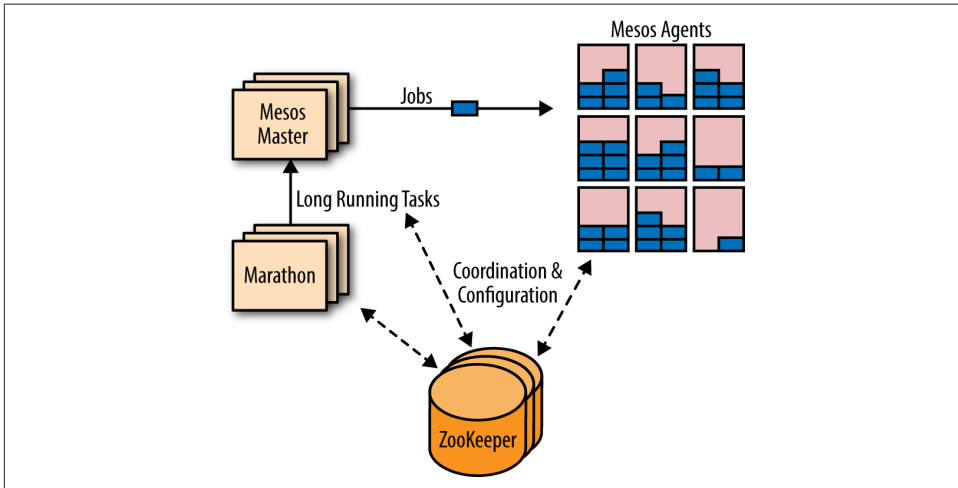 Mesos Agents
Jobs
Mesos
Master
Long Running Tasks
Marathon
Coordination &
Configuration
ZooKeeper